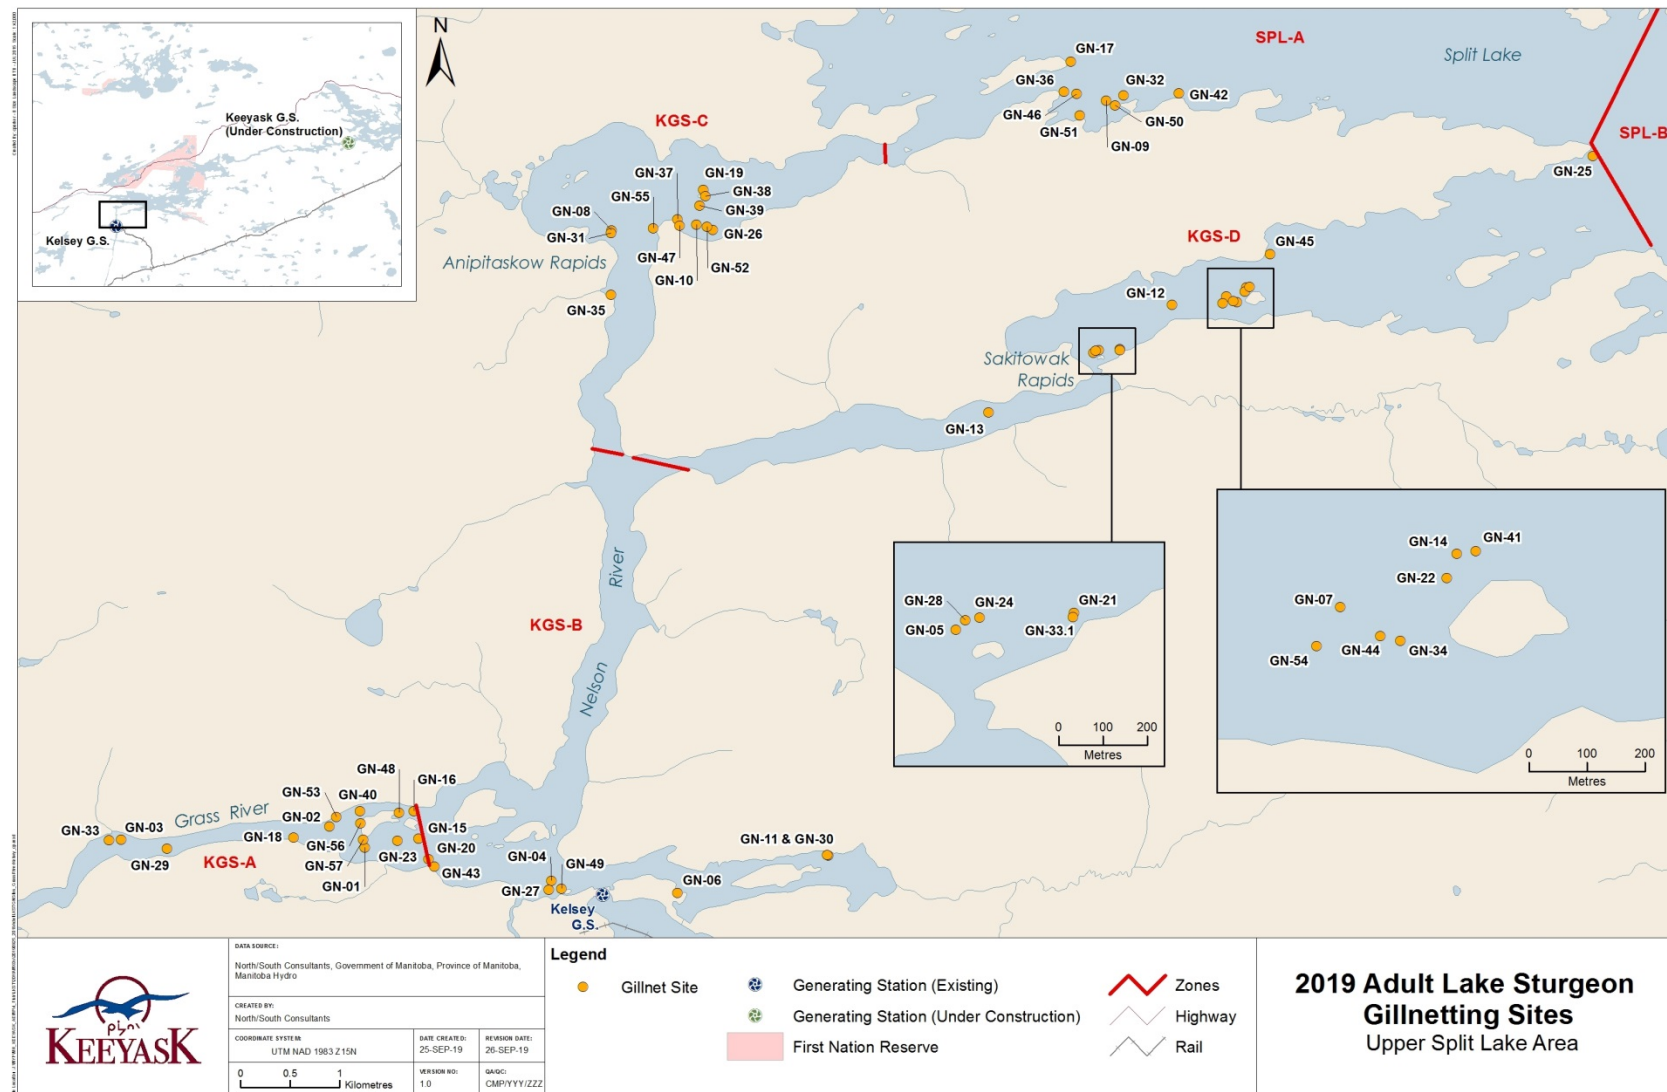 N
SPL-A
Split Lake
SPL-B
GN-17
GN-36
GN-32
GN-42
GN-46
GN-50
GN-51
GN-09
GN-25
Keeyask G.S.
(Under Construction)
Kelsey G.S.
KGS-C
GN-37
GN-19
GN-38
GN-55
GN-39
GN-08
GN-31
GN-26
GN-47
GN-52
GN-10
Anipitaskow Rapids
GN-35
KGS-D
GN-45
GN-12
Sakitowak
Rapids
GN-13
GN-14
GN-41
GN-22
GN-07
GN-44
GN-34
GN-54
0 100 200
Metres
GN-28
GN-24
GN-21
GN-05
GN-33.1
0 100 200
Metres
KGS-B
Nelson River
GN-48
GN-16
GN-53
GN-40
Grass River
GN-02
GN-33
GN-03
GN-18
GN-15
GN-56
GN-20
GN-29
KGS-A
GN-57
GN-23
GN-43
GN-01
GN-04
GN-49
GN-27
GN-11 & GN-30
GN-06
Kelsey
G.S.
KEEYASK
DATA SOURCE:
North/South Consultants, Government of Manitoba, Province of Manitoba,
Manitoba Hydro
CREATED BY:
North/South Consultants
COORDINATE SYSTEM:
UTM NAD 1983 Z15N
DATE CREATED:
25-SEP-19
REVISION DATE:
26-SEP-19
0 0.5 1
Kilometres
VERSION NO:
1.0
QA/QC:
CMP/YYY/ZZZ
Legend
Gillnet Site
Generating Station (Existing)
Generating Station (Under Construction)
First Nation Reserve
Zones
Highway
Rail
2019 Adult Lake Sturgeon
Gillnetting Sites
Upper Split Lake Area